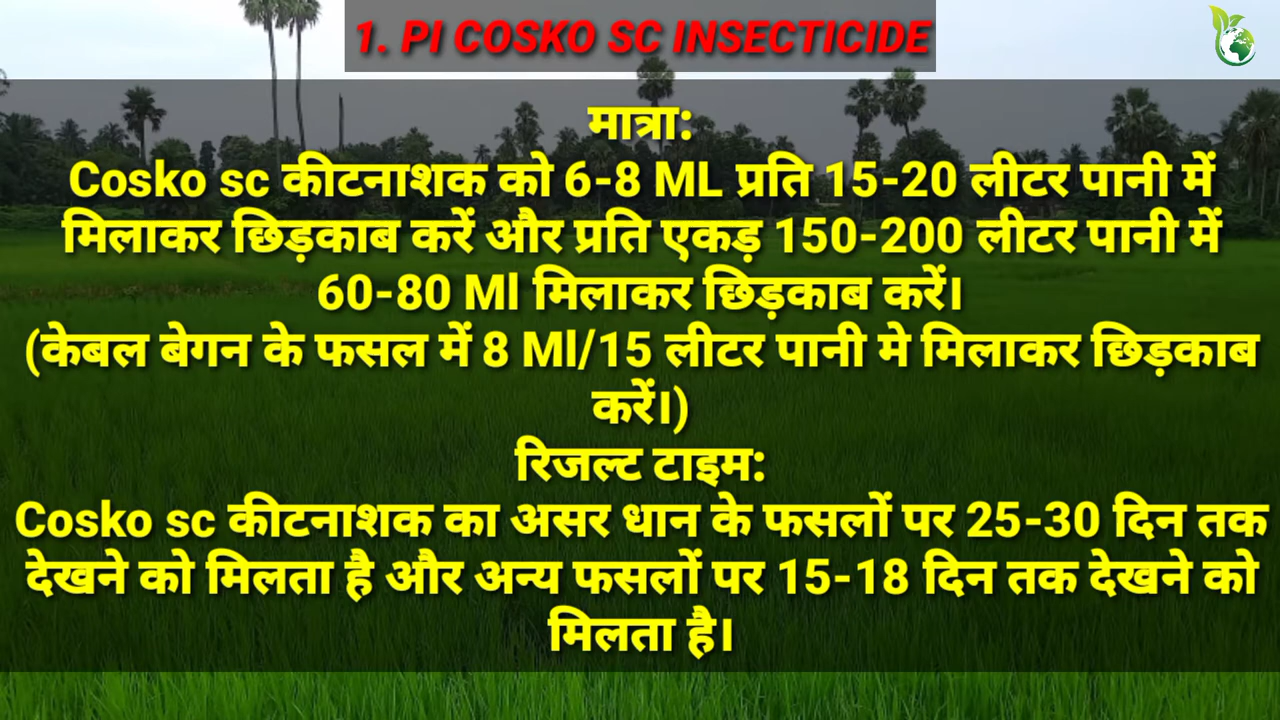 1. PI COSKO SC INSECTICIDE
मात्रा:
Cosko sc कीटनाशक को 6-8 ML प्रति 15-20 लीटर पानी में
मिलाकर छिड़काब करें और प्रति एकड़ 150-200 लीटर पानी में
60-80 Ml मिलाकर छिड़काब करें।
(केबल बेगन के फसल में 8 Ml/15 लीटर पानी मे मिलाकर छिड़काब
करें।)
रिजल्ट टाइम:
Cosko sc कीटनाशक का असर धान के फसलों पर 25-30 दिन तक
देखने को मिलता है और अन्य फसलों पर 15-18 दिन तक देखने को
मिलता है।